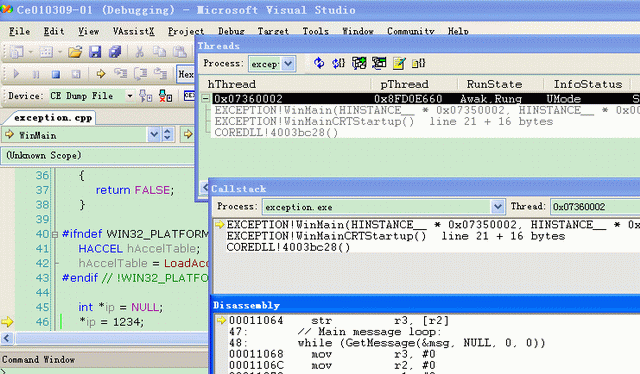 Ce010309-01 (Debugging) - Microsoft Visual Studio
File Edit View VAssistX Project Debug Target Tools Window Community Help
Threads
Process: excep
Hex
Device: CE Dump File
hThread pThread RunState InfoStatus
0x07360002 0x8FD0E660 Awak,Rung UMode
EXCEPTION!WinMain(HINSTANCE__ * 0x07350002, HINSTANCE__
EXCEPTION!WinMainCRTStartup() line 21 + 16 bytes
COREDLL!4003bc28()
exception.cpp
WinMain
(Unknown Scope)
Callstack
Process: exception.exe Thread: 0x07360002
EXCEPTION!WinMain(HINSTANCE__ * 0x07350002, HINSTANCE__ * 0x
EXCEPTION!WinMainCRTStartup() line 21 + 16 bytes
COREDLL!4003bc28()
36 {
37 return FALSE;
38 }
39
40 #ifndef WIN32_PLATFORM
41 HACCEL hAccelTable;
42 hAccelTable = LoadAcc
43 #endif // !WIN32_PLATFO
44
45 int *ip = NULL;
46 *ip = 1234;
Command Window
Disassembly
00011064 str r3, [r2]
47: // Main message loop:
48: while (GetMessage(&msg, NULL, 0, 0))
00011068 mov r3, #0
0001106C mov r2, #0